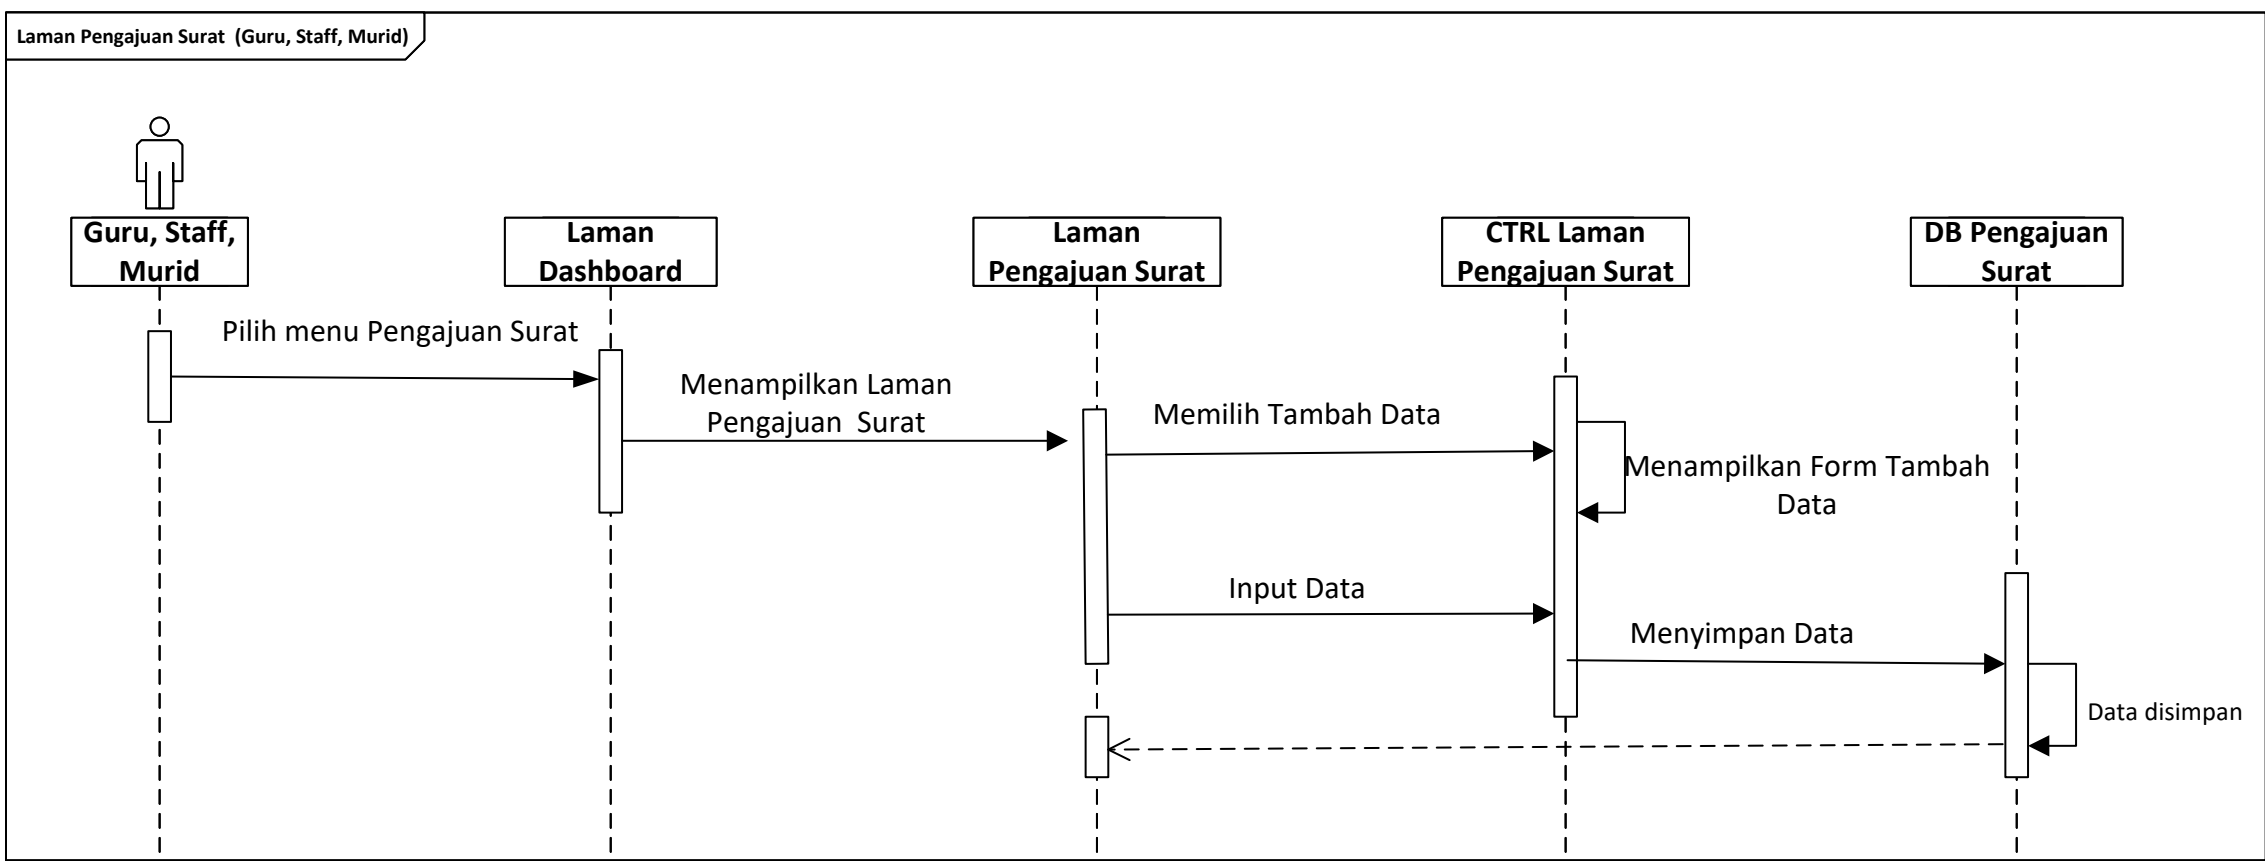 Laman Pengajuan Surat  (Guru, Staff, Murid)
Guru, Staff,
Murid
Laman
Dashboard
Laman
Pengajuan Surat
CTRL Laman
Pengajuan Surat
DB Pengajuan
Surat
Pilih menu Pengajuan Surat
Menampilkan Laman
Pengajuan  Surat
Memilih Tambah Data
Menampilkan Form Tambah
Data
Input Data
Menyimpan Data
Data disimpan